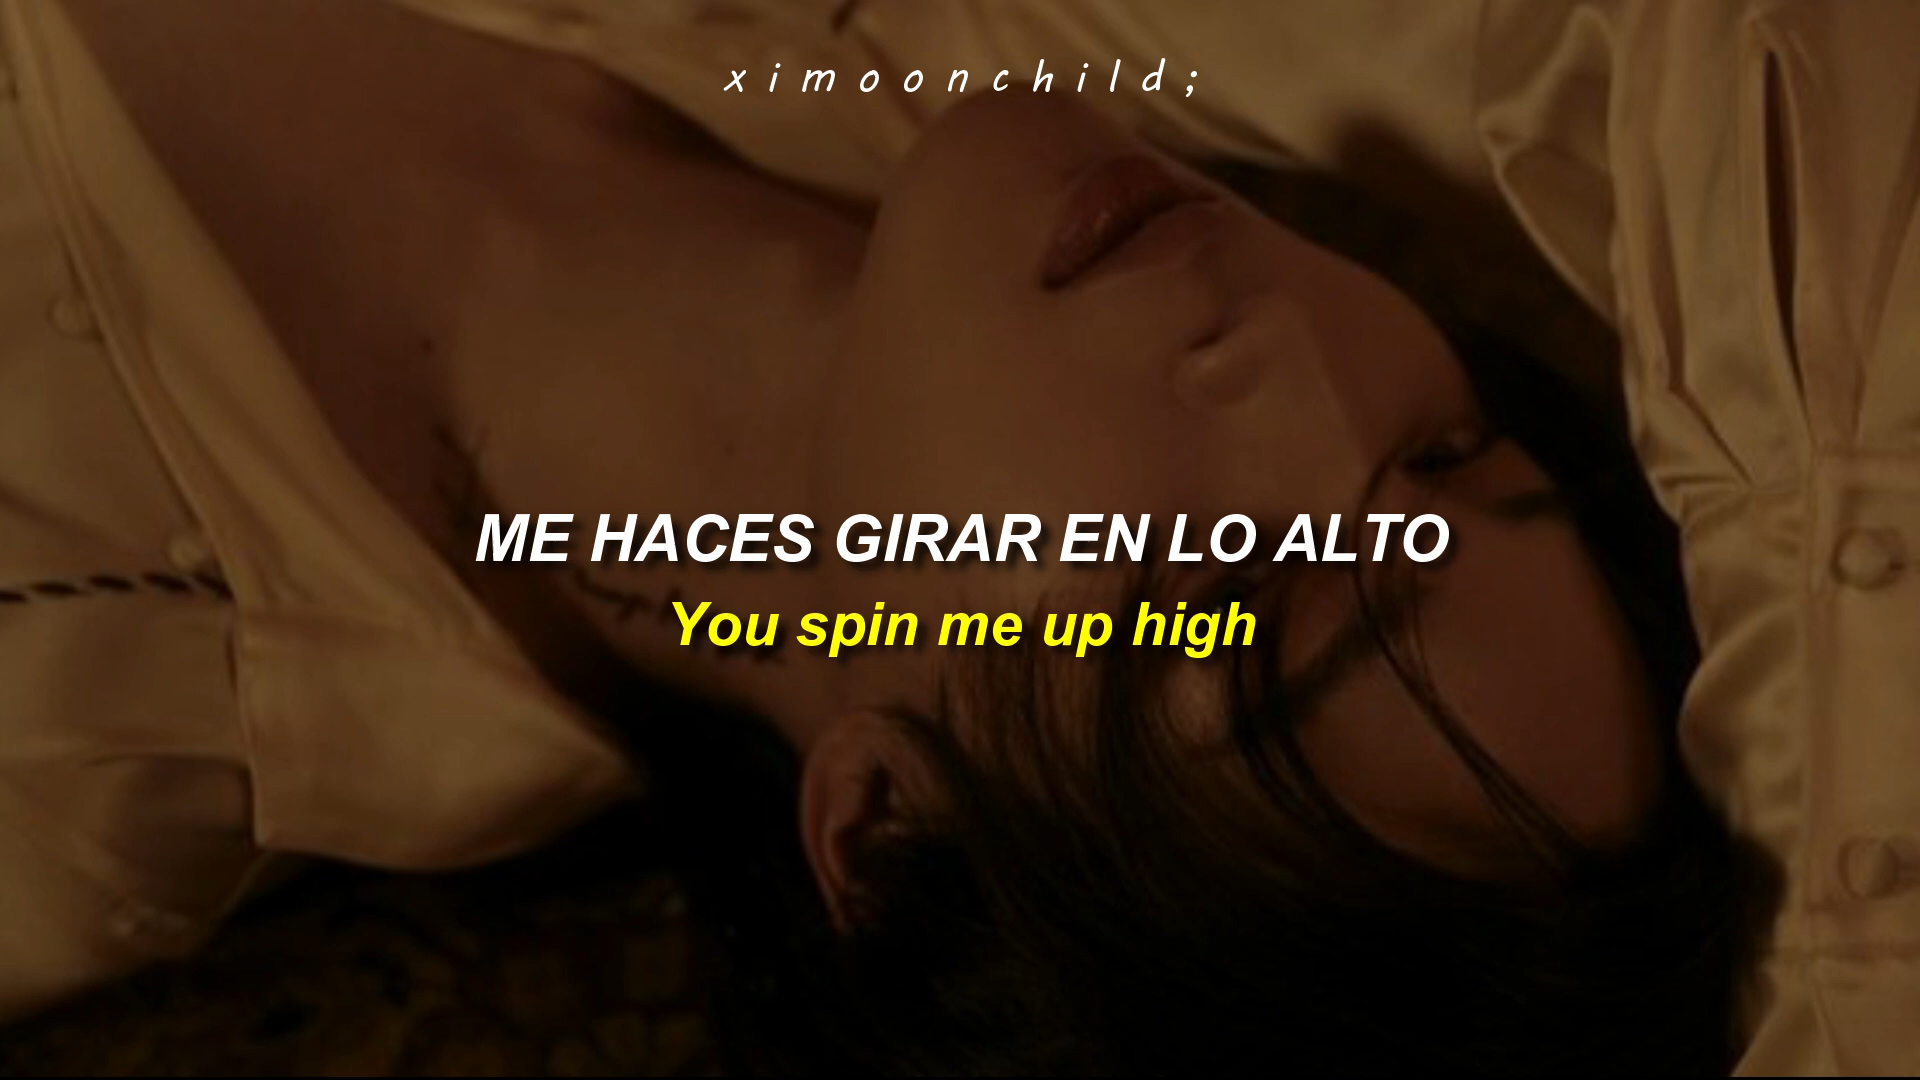 x i m o o n c h i l d ;
ME HACES GIRAR EN LO ALTO
You spin me up high